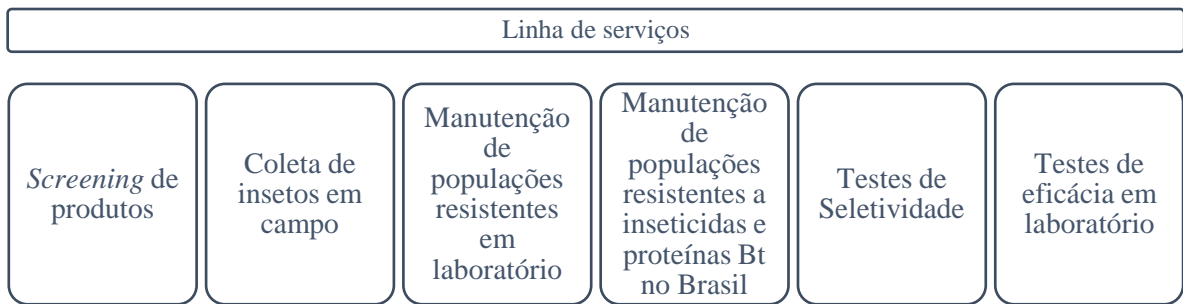 Linha de serviços
Screening de
produtos
Coleta de
insetos em
campo
Manutenção
de
populações
resistentes
em
laboratório
Manutenção
de
populações
resistentes a
inseticidas e
proteínas Bt
no Brasil
Testes de
Seletividade
Testes de
eficácia em
laboratório